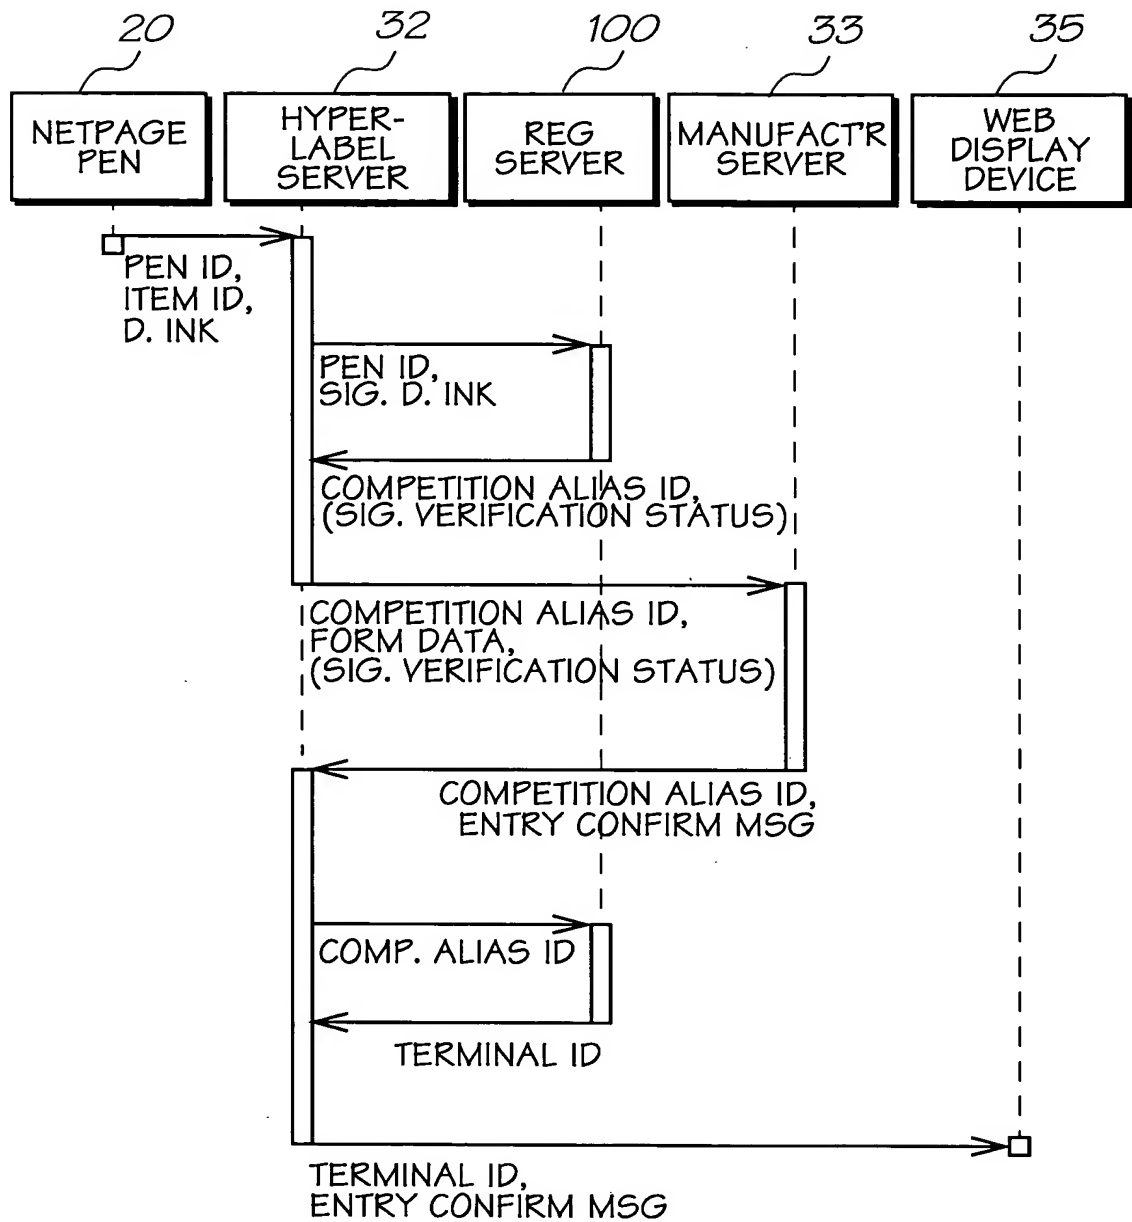 20
32
100
33
35
NETPAGE
PEN
HYPER-
LABEL
SERVER
REG
SERVER
MANUFACT'R
SERVER
WEB
DISPLAY
DEVICE
PEN ID,
ITEM ID,
D. INK
PEN ID,
SIG. D. INK
COMPETITION ALIAS ID,
(SIG. VERIFICATION STATUS)
COMPETITION ALIAS ID,
FORM DATA,
(SIG. VERIFICATION STATUS)
COMPETITION ALIAS ID,
ENTRY CONFIRM MSG
COMP. ALIAS ID
TERMINAL ID
TERMINAL ID,
ENTRY CONFIRM MSG